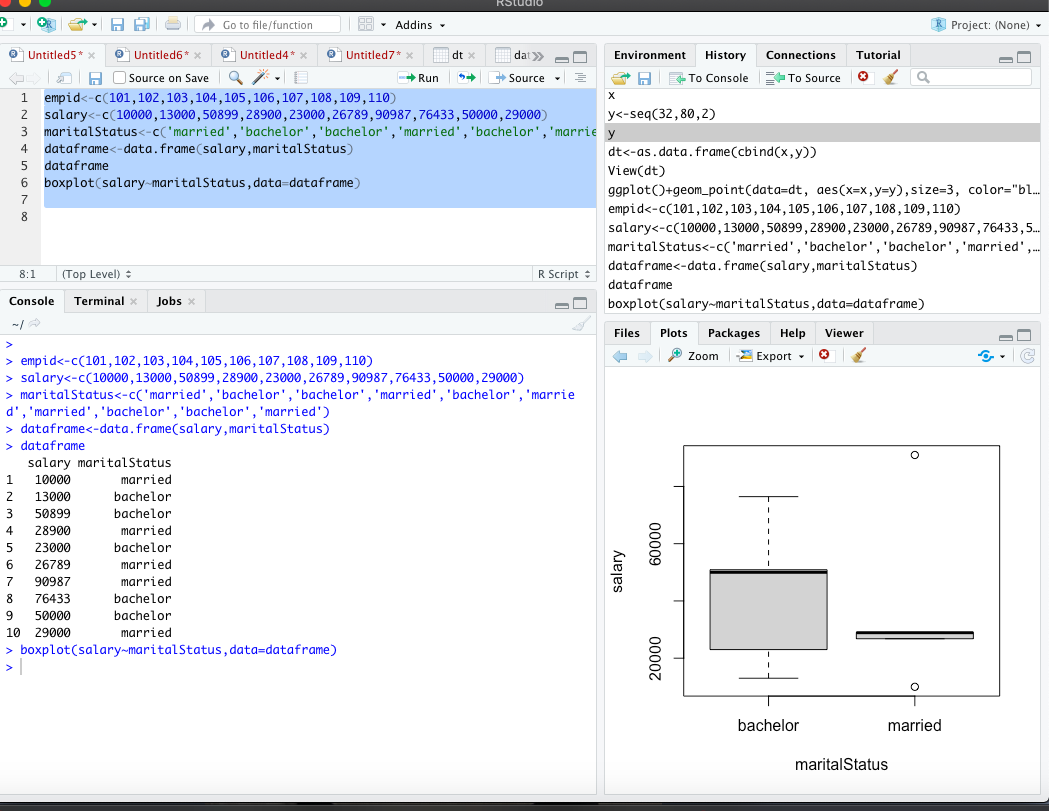 RStudio
Go to file/function
Addins
Project: (None)
Untitled5*
Untitled6*
Untitled4*
Untitled7*
dt
dat
Source on Save
Run
Source
1 empid<-c(101,102,103,104,105,106,107,108,109,110)
2 salary<-c(10000,13000,50899,28900,23000,26789,90987,76433,50000,29000)
3 maritalStatus<-c('married','bachelor','bachelor','married','bachelor','marrie
4 dataframe<-data.frame(salary,maritalStatus)
5 dataframe
6 boxplot(salary~maritalStatus,data=dataframe)
7
8
8:1 (Top Level) R Script
Console Terminal Jobs
~/
>
> empid<-c(101,102,103,104,105,106,107,108,109,110)
> salary<-c(10000,13000,50899,28900,23000,26789,90987,76433,50000,29000)
> maritalStatus<-c('married','bachelor','bachelor','married','bachelor','marrie
d','married','bachelor','bachelor','married')
> dataframe<-data.frame(salary,maritalStatus)
> dataframe
salary maritalStatus
1 10000 married
2 13000 bachelor
3 50899 bachelor
4 28900 married
5 23000 bachelor
6 26789 married
7 90987 married
8 76433 bachelor
9 50000 bachelor
10 29000 married
> boxplot(salary~maritalStatus,data=dataframe)
>
Environment History Connections Tutorial
To Console To Source
x
y<-seq(32,80,2)
y
dt<-as.data.frame(cbind(x,y))
View(dt)
ggplot()+geom_point(data=dt, aes(x=x,y=y),size=3, color="bl…
empid<-c(101,102,103,104,105,106,107,108,109,110)
salary<-c(10000,13000,50899,28900,23000,26789,90987,76433,5…
maritalStatus<-c('married','bachelor','bachelor','married',…
dataframe<-data.frame(salary,maritalStatus)
dataframe
boxplot(salary~maritalStatus,data=dataframe)
Files Plots Packages Help Viewer
Zoom Export
salary
60000
20000
bachelor married
maritalStatus